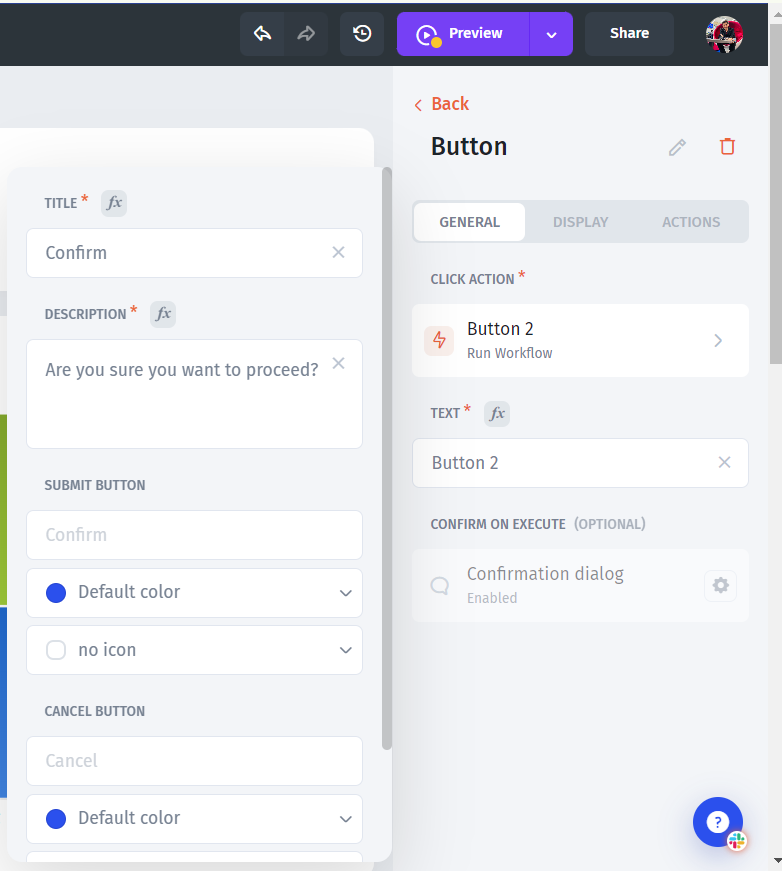 Preview
Share
Back
Button
GENERAL
DISPLAY
ACTIONS
CLICK ACTION *
Button 2
Run Workflow
TEXT * fx
Button 2
CONFIRM ON EXECUTE (OPTIONAL)
Confirmation dialog
Enabled
TITLE * fx
Confirm
DESCRIPTION * fx
Are you sure you want to proceed?
SUBMIT BUTTON
Confirm
Default color
no icon
CANCEL BUTTON
Cancel
Default color
?